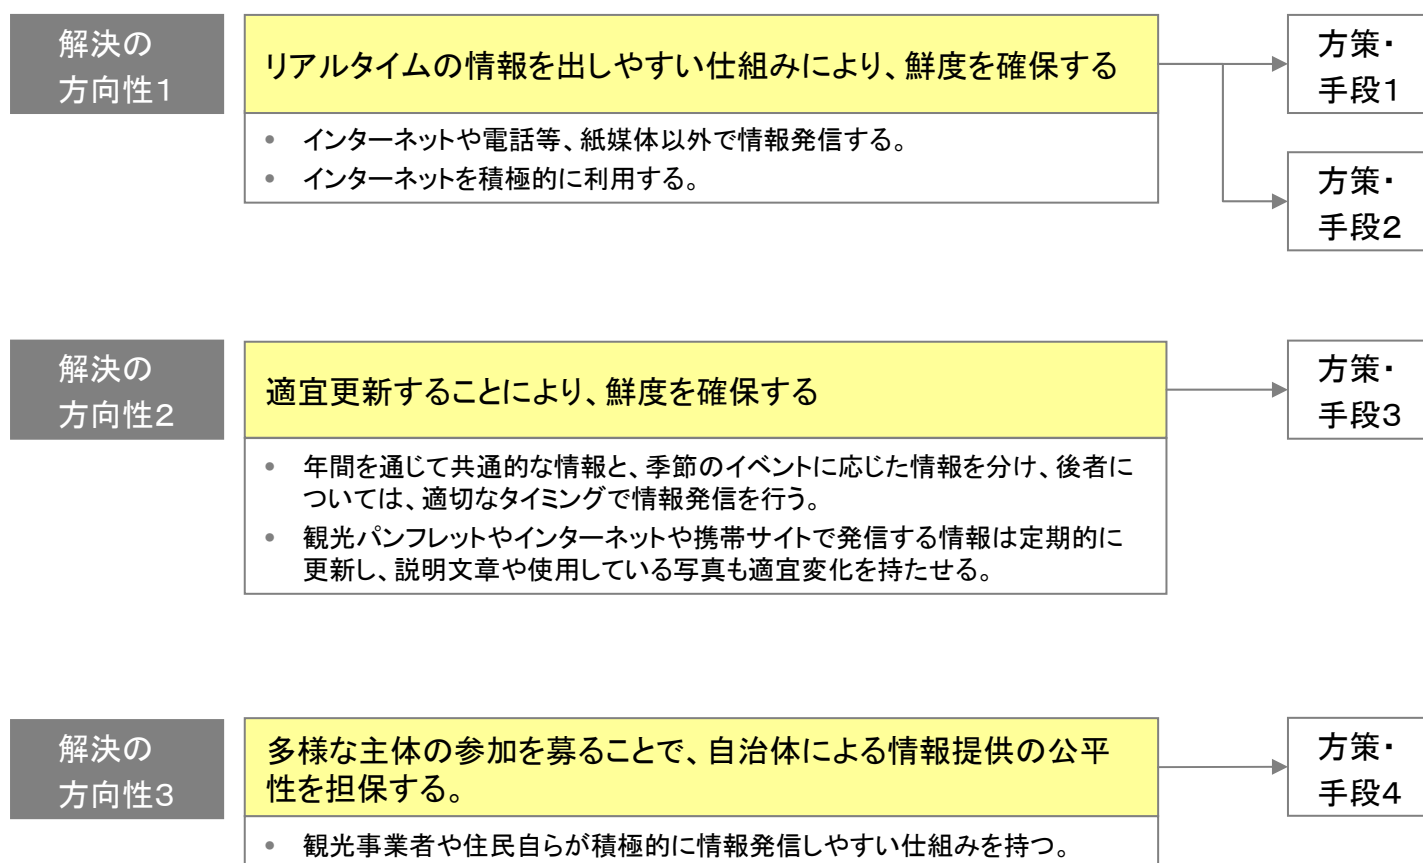 解決の
方向性1
リアルタイムの情報を出しやすい仕組みにより、鮮度を確保する
• インターネットや電話等、紙媒体以外で情報発信する。
• インターネットを積極的に利用する。
方策・
手段1
方策・
手段2
解決の
方向性2
適宜更新することにより、鮮度を確保する
• 年間を通じて共通的な情報と、季節のイベントに応じた情報を分け、後者に
ついては、適切なタイミングで情報発信を行う。
• 観光パンフレットやインターネットや携帯サイトで発信する情報は定期的に
更新し、説明文章や使用している写真も適宜変化を持たせる。
方策・
手段3
解決の
方向性3
多様な主体の参加を募ることで、自治体による情報提供の公平
性を担保する。
• 観光事業者や住民自らが積極的に情報発信しやすい仕組みを持つ。
方策・
手段4